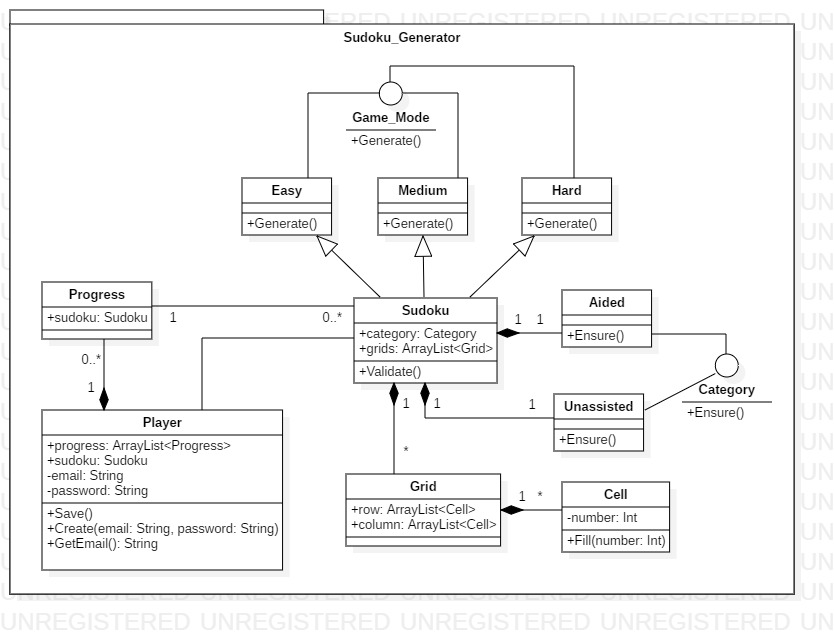 Sudoku_Generator
Game_Mode
+Generate()
Easy
+Generate()
Medium
+Generate()
Hard
+Generate()
Progress
+sudoku: Sudoku
1
0..*
Sudoku
+category: Category
+grids: ArrayList<Grid>
+Validate()
1
1
Aided
+Ensure()
Category
+Ensure()
Unassisted
+Ensure()
1
1
1
*
0..*
1
Player
+progress: ArrayList<Progress>
+sudoku: Sudoku
-email: String
-password: String
+Save()
+Create(email: String, password: String)
+GetEmail(): String
Grid
+row: ArrayList<Cell>
+column: ArrayList<Cell>
1
*
Cell
-number: Int
+Fill(number: Int)
UNREGISTERED UNREGISTERED UNREGISTERED UNREGISTERED UN